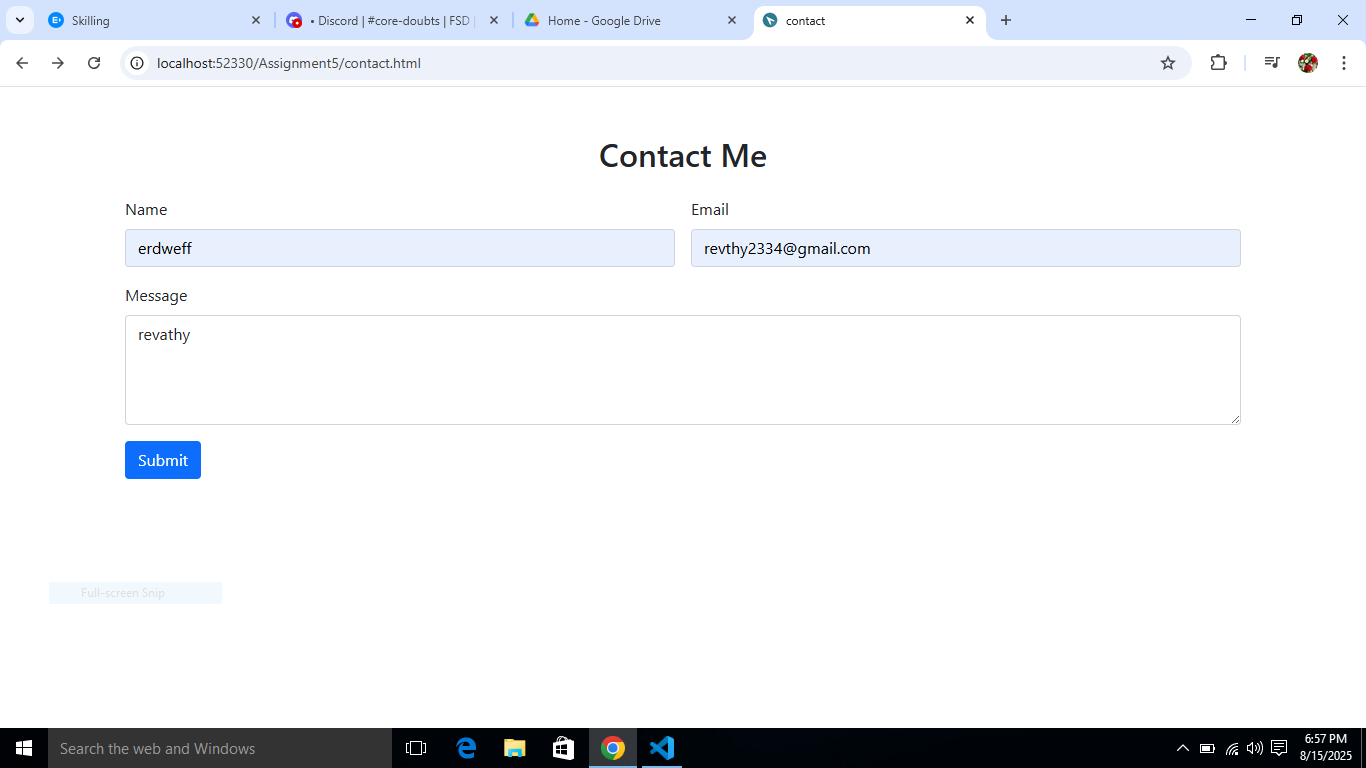 Skilling
• Discord | #core-doubts | FSD
Home - Google Drive
contact
localhost:52330/Assignment5/contact.html
Contact Me
Name
Email
erdweff
revthy2334@gmail.com
Message
revathy
Submit
Full-screen Snip
Search the web and Windows
6:57 PM
8/15/2025